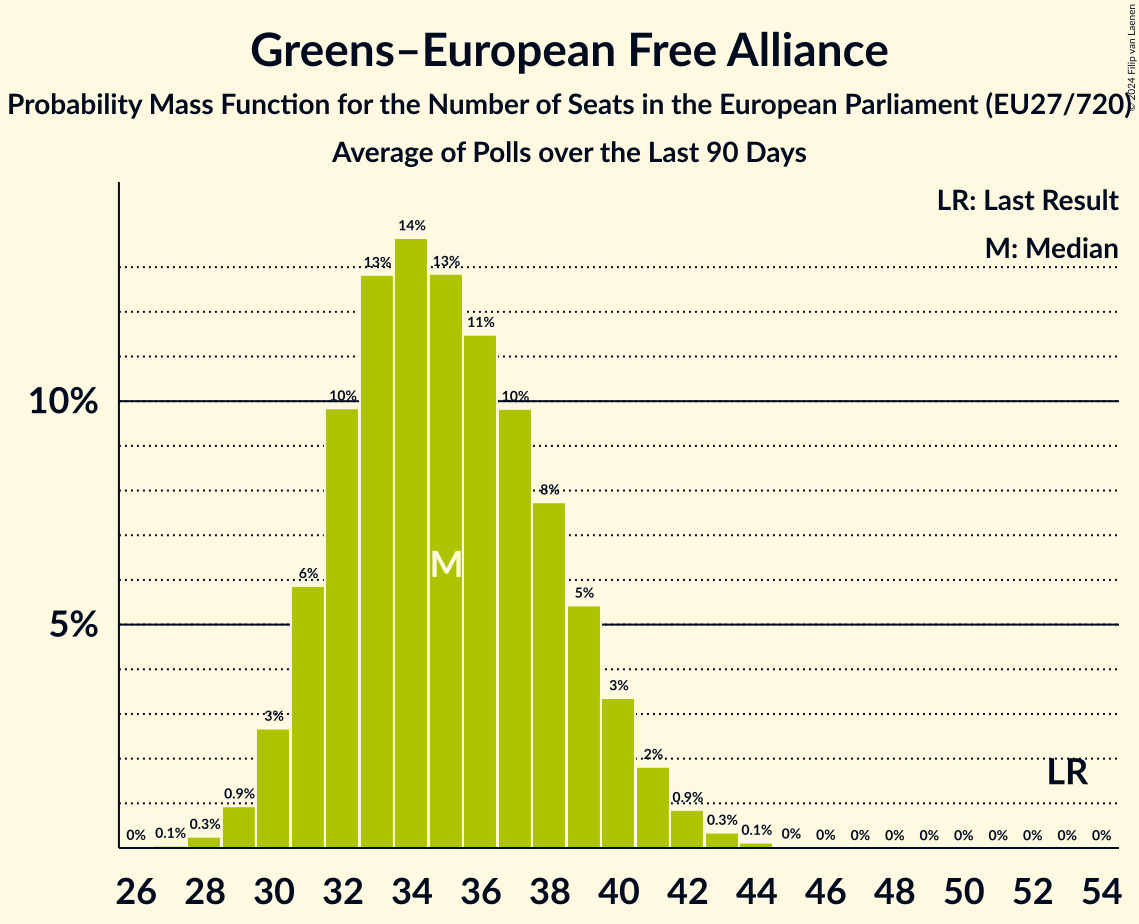 © 2024 Filip van Laenen
Greens–European Free Alliance
Probability Mass Function for the Number of Seats in the European Parliament (EU27/720)
Average of Polls over the Last 90 Days
LR: Last Result
M: Median
14%
13%
13%
11%
10%
10%
10%
8%
M
6%
5%
5%
3%
3%
2%
LR
0.9%
0.9%
0.3%
0.3%
0% 0.1% 0.1% 0% 0% 0% 0% 0% 0% 0% 0% 0% 0%
26 28 30 32 34 36 38 40 42 44 46 48 50 52 54